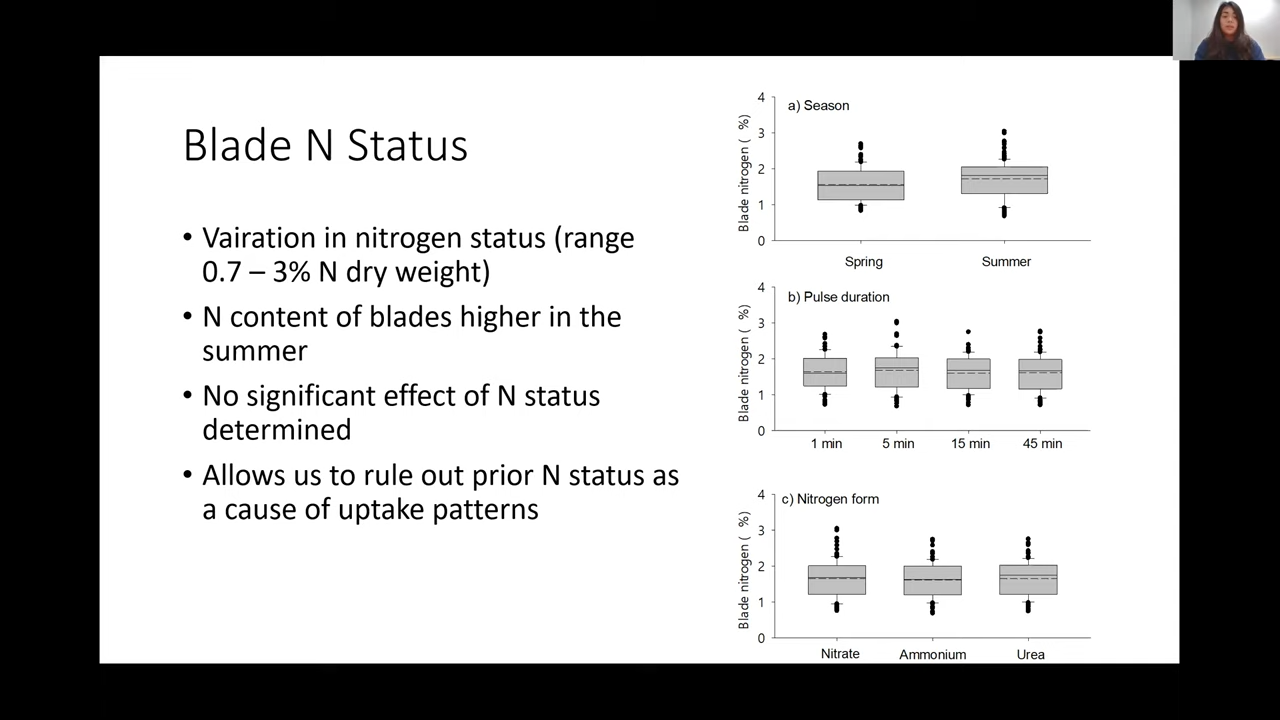 Blade N Status
• Vairation in nitrogen status (range
0.7 – 3% N dry weight)
• N content of blades higher in the
summer
• No significant effect of N status
determined
• Allows us to rule out prior N status as
a cause of uptake patterns
a) Season
Blade nitrogen ( %)
4
3
2
1
0
Spring Summer
b) Pulse duration
Blade nitrogen ( %)
4
3
2
1
0
1 min 5 min 15 min 45 min
c) Nitrogen form
Blade nitrogen ( %)
4
3
2
1
0
Nitrate Ammonium Urea